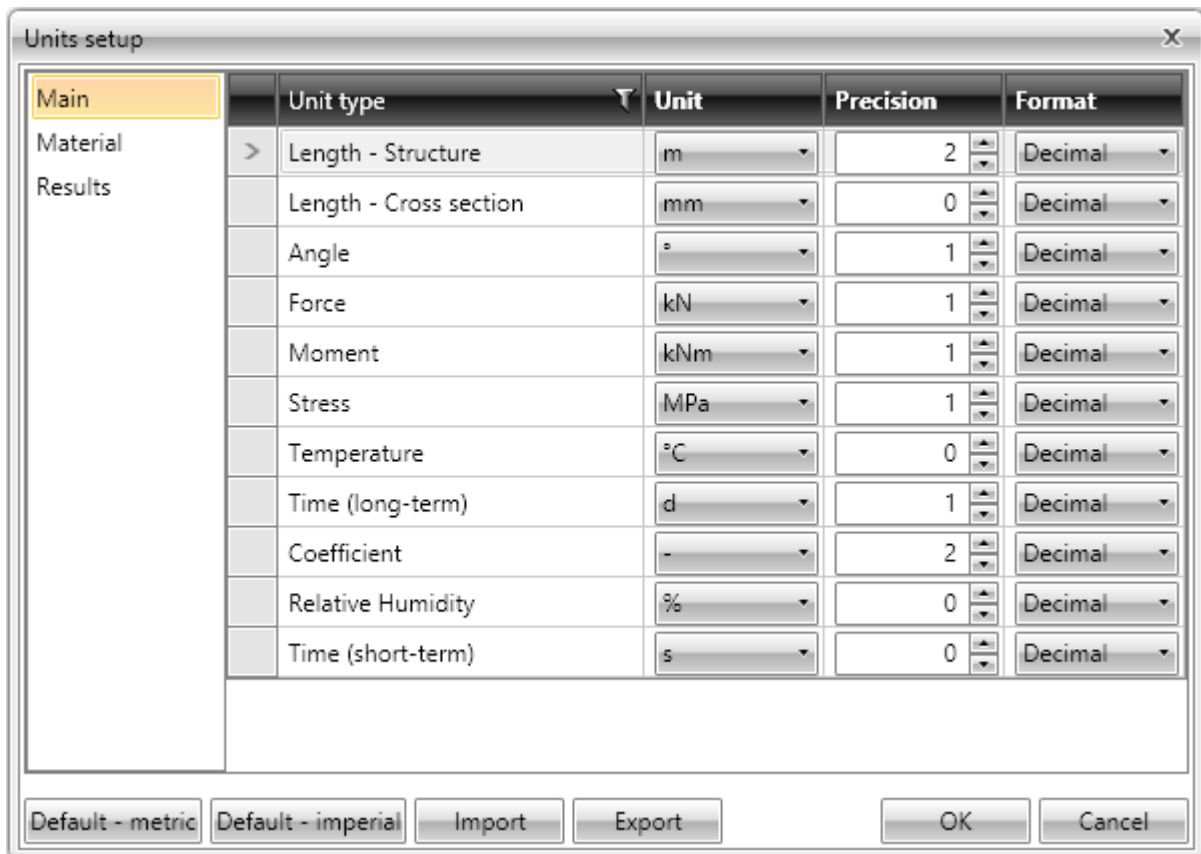 Units setup
Main
Material
Results
Unit type Unit Precision Format
Length - Structure m 2 Decimal
Length - Cross section mm 0 Decimal
Angle ° 1 Decimal
Force kN 1 Decimal
Moment kNm 1 Decimal
Stress MPa 1 Decimal
Temperature °C 0 Decimal
Time (long-term) d 1 Decimal
Coefficient - 2 Decimal
Relative Humidity % 0 Decimal
Time (short-term) s 0 Decimal
Default - metric Default - imperial Import Export OK Cancel